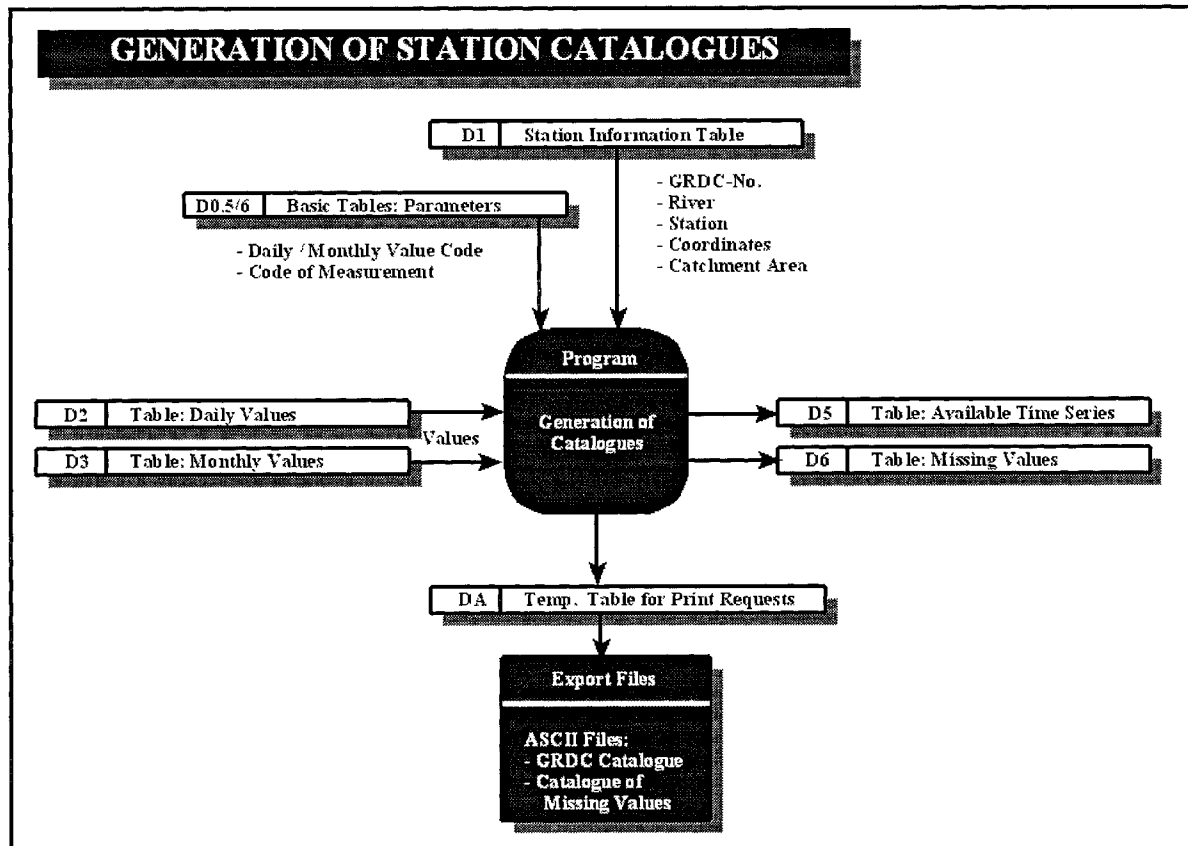 GENERATION OF STATION CATALOGUES
D1 Station Information Table
- GRDC-No.
- River
- Station
- Coordinates
- Catchment Area
D0.5/6 Basic Tables: Parameters
- Daily / Monthly Value Code
- Code of Measurement
Program
Generation of
Catalogues
D2 Table: Daily Values
Values
D3 Table: Monthly Values
D5 Table: Available Time Series
D6 Table: Missing Values
DA Temp. Table for Print Requests
Export Files
ASCII Files:
- GRDC Catalogue
- Catalogue of
Missing Values